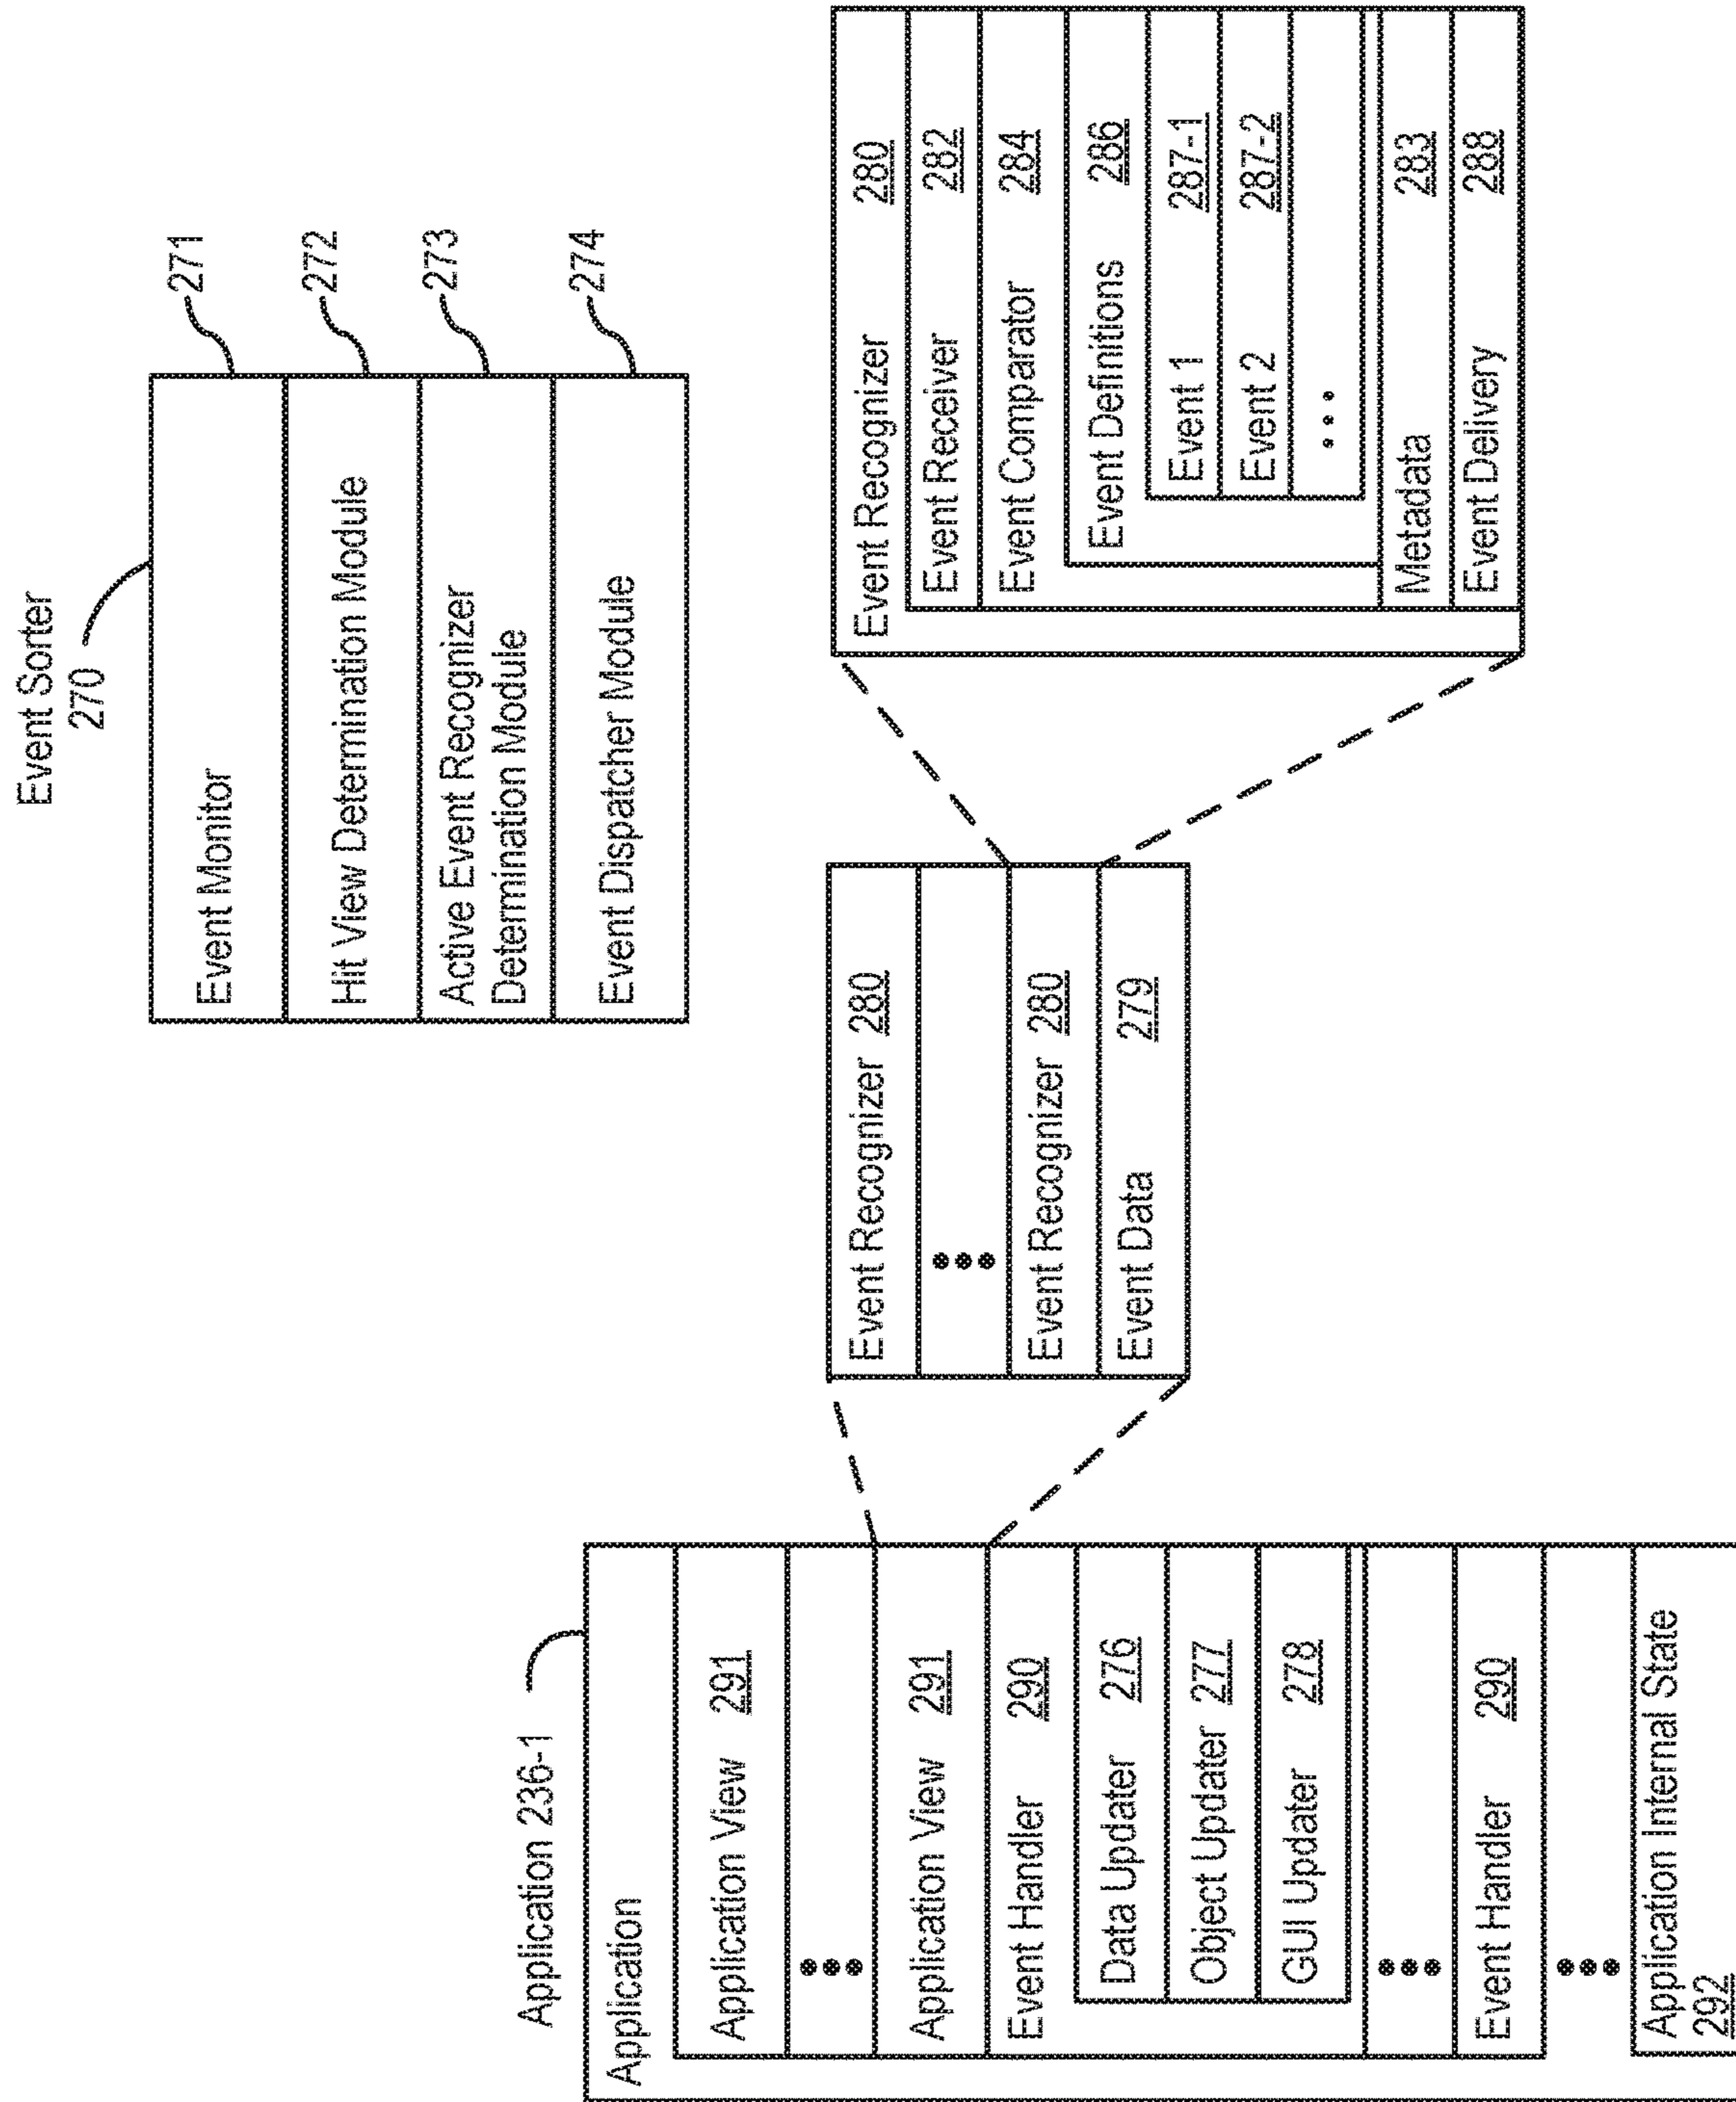 Event Sorter
270
Event Monitor
271
Hit View Determination Module
272
Active Event Recognizer
Determination Module
273
Event Dispatcher Module
274
Application 236-1
Application
Application View 291
Application View 291
Event Handler 290
Data Updater 276
Object Updater 277
GUI Updater 278
Event Handler 290
Application Internal State
292
Event Recognizer 280
Event Recognizer 280
Event Data 279
Event Recognizer 280
Event Receiver 282
Event Comparator 284
Event Definitions 286
Event 1 287-1
Event 2 287-2
Metadata 283
Event Delivery 288